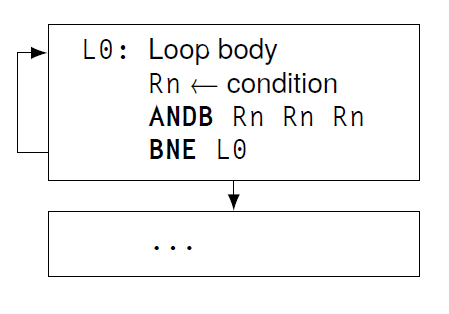 L0: Loop body
Rn ← condition
ANDB Rn Rn Rn
BNE L0
...